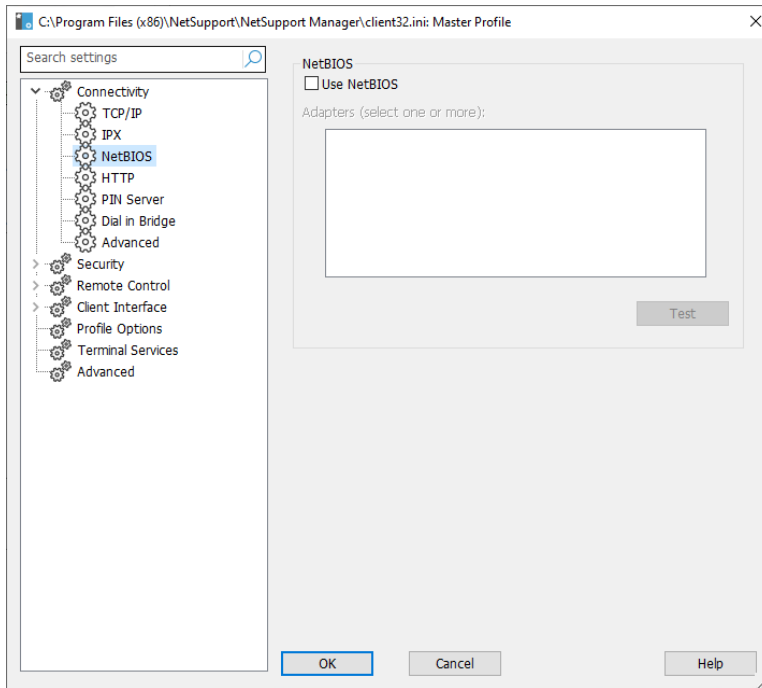 C:\Program Files (x86)\NetSupport\NetSupport Manager\client32.ini: Master Profile
Search settings
Connectivity
TCP/IP
IPX
NetBIOS
HTTP
PIN Server
Dial in Bridge
Advanced
Security
Remote Control
Client Interface
Profile Options
Terminal Services
Advanced
NetBIOS
Use NetBIOS
Adapters (select one or more):
Test
OK
Cancel
Help